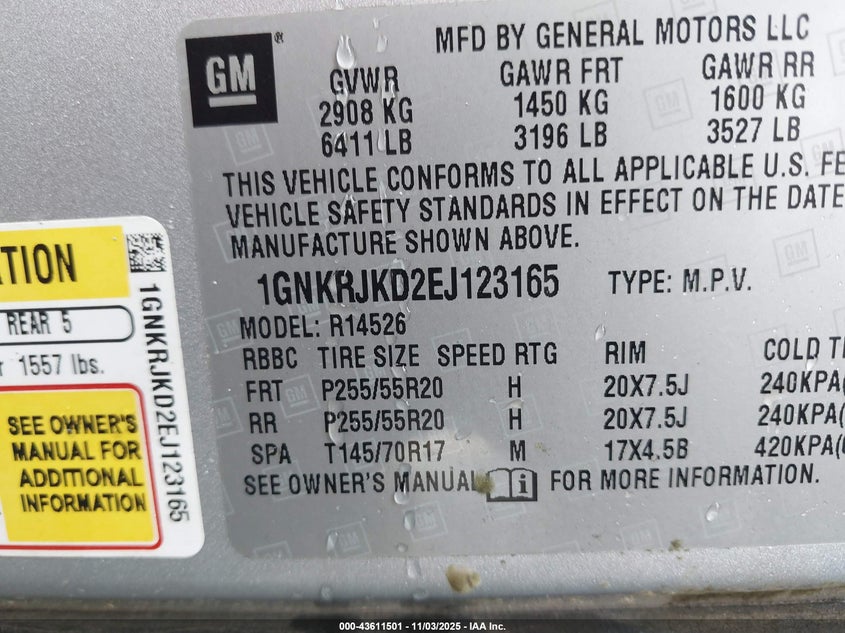 GM
®
MFD BY GENERAL MOTORS LLC
GVWR GAWR FRT GAWR RR
2908 KG 1450 KG 1600 KG
6411 LB 3196 LB 3527 LB
THIS VEHICLE CONFORMS TO ALL APPLICABLE U.S. FE
VEHICLE SAFETY STANDARDS IN EFFECT ON THE DATE
MANUFACTURE SHOWN ABOVE.
1GNKRJKD2EJ123165 TYPE: M.P.V.
MODEL: R14526
RBBC TIRE SIZE SPEED RTG RIM COLD TI
FRT P255/55R20 H 20X7.5J 240KPA(
RR P255/55R20 H 20X7.5J 240KPA(
SPA T145/70R17 M 17X4.5B 420KPA(
SEE OWNER'S MANUAL i FOR MORE INFORMATION.
ATION
REAR 5
r 1557 lbs.
SEE OWNER'S
MANUAL FOR
ADDITIONAL
INFORMATION
1GNKRJKD2EJ123165
000-43611501 - 11/03/2025 - IAA Inc.